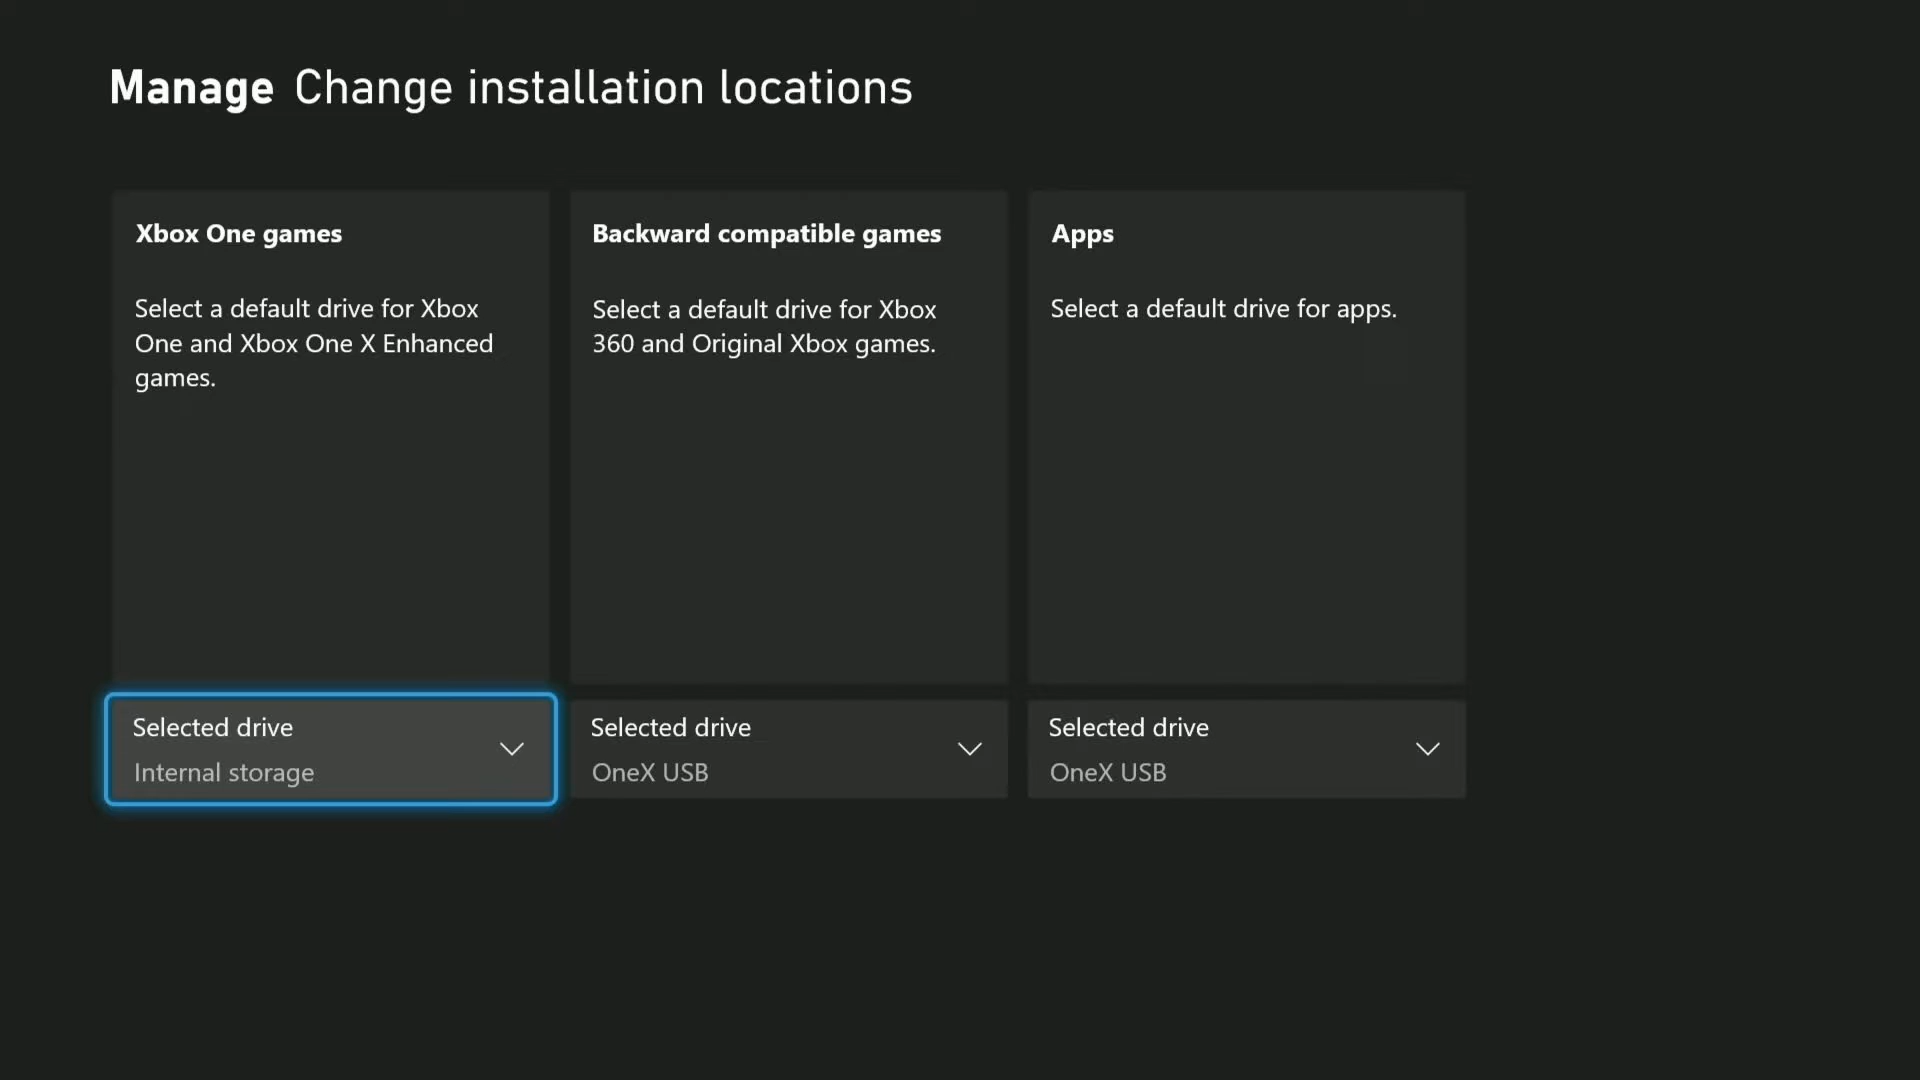 Manage Change installation locations
Xbox One games
Select a default drive for Xbox
One and Xbox One X Enhanced
games.
Selected drive
Internal storage
Backward compatible games
Select a default drive for Xbox
360 and Original Xbox games.
Selected drive
OneX USB
Apps
Select a default drive for apps.
Selected drive
OneX USB